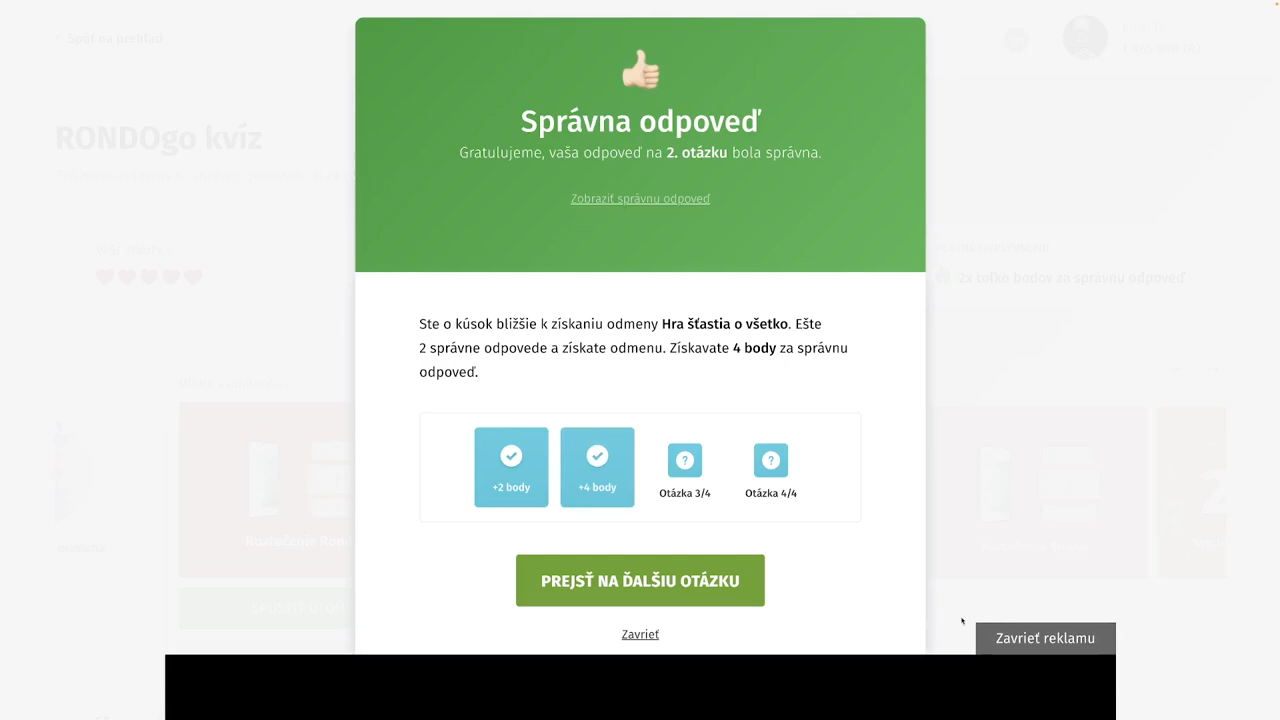 < Späť na prehľad
RONDOgo kvíz
Správna odpoveď
Gratulujeme, vaša odpoveď na 2. otázku bola správna.
Zobraziť správnu odpoveď
2x toľko bodov za správnu odpoveď
Ste o kúsok bližšie k získaniu odmeny Hra šťastia o všetko. Ešte
2 správne odpovede a získate odmenu. Získavate 4 body za správnu
odpoveď.
+2 body
+4 body
? Otázka 3/4
? Otázka 4/4
PREJSŤ NA ĎALŠIU OTÁZKU
Zavrieť
Zavrieť reklamu